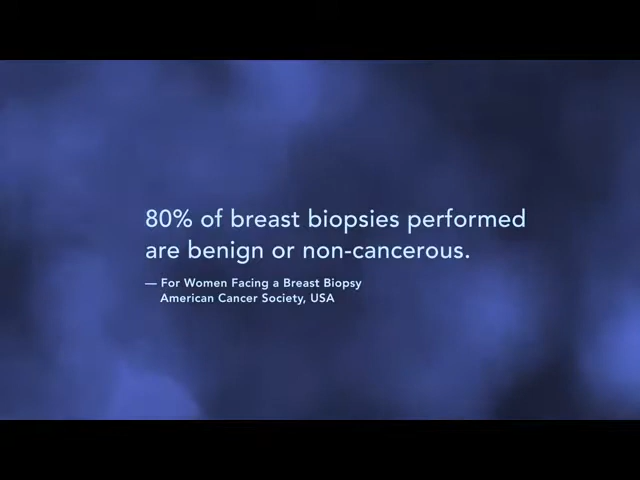 80% of breast biopsies performed
are benign or non-cancerous.
— For Women Facing a Breast Biopsy
American Cancer Society, USA